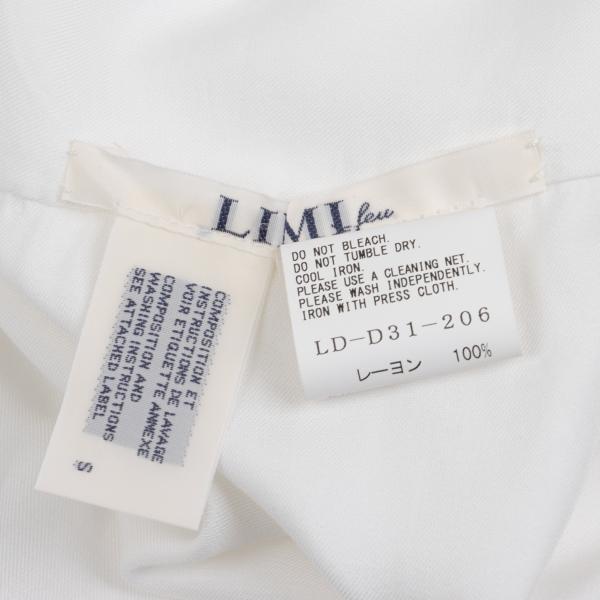 LIMI feu
DO NOT BLEACH.
DO NOT TUMBLE DRY.
COOL IRON.
PLEASE USE A CLEANING NET.
PLEASE WASH INDEPENDENTLY.
IRON WITH PRESS CLOTH.
LD-D31-206
レーヨン 100%
COMPOSITION ET
INSTRUCTIONS DE LAVAGE
VOIR ETIQUETTE ANNEXE
COMPOSITION AND
WASHING INSTRUCTIONS
SEE ATTACHED LABEL
S